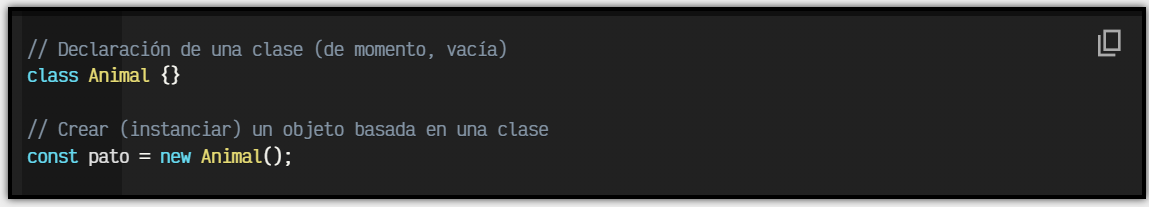 // Declaración de una clase (de momento, vacía)
class Animal {}
// Crear (instanciar) un objeto basada en una clase
const pato = new Animal();